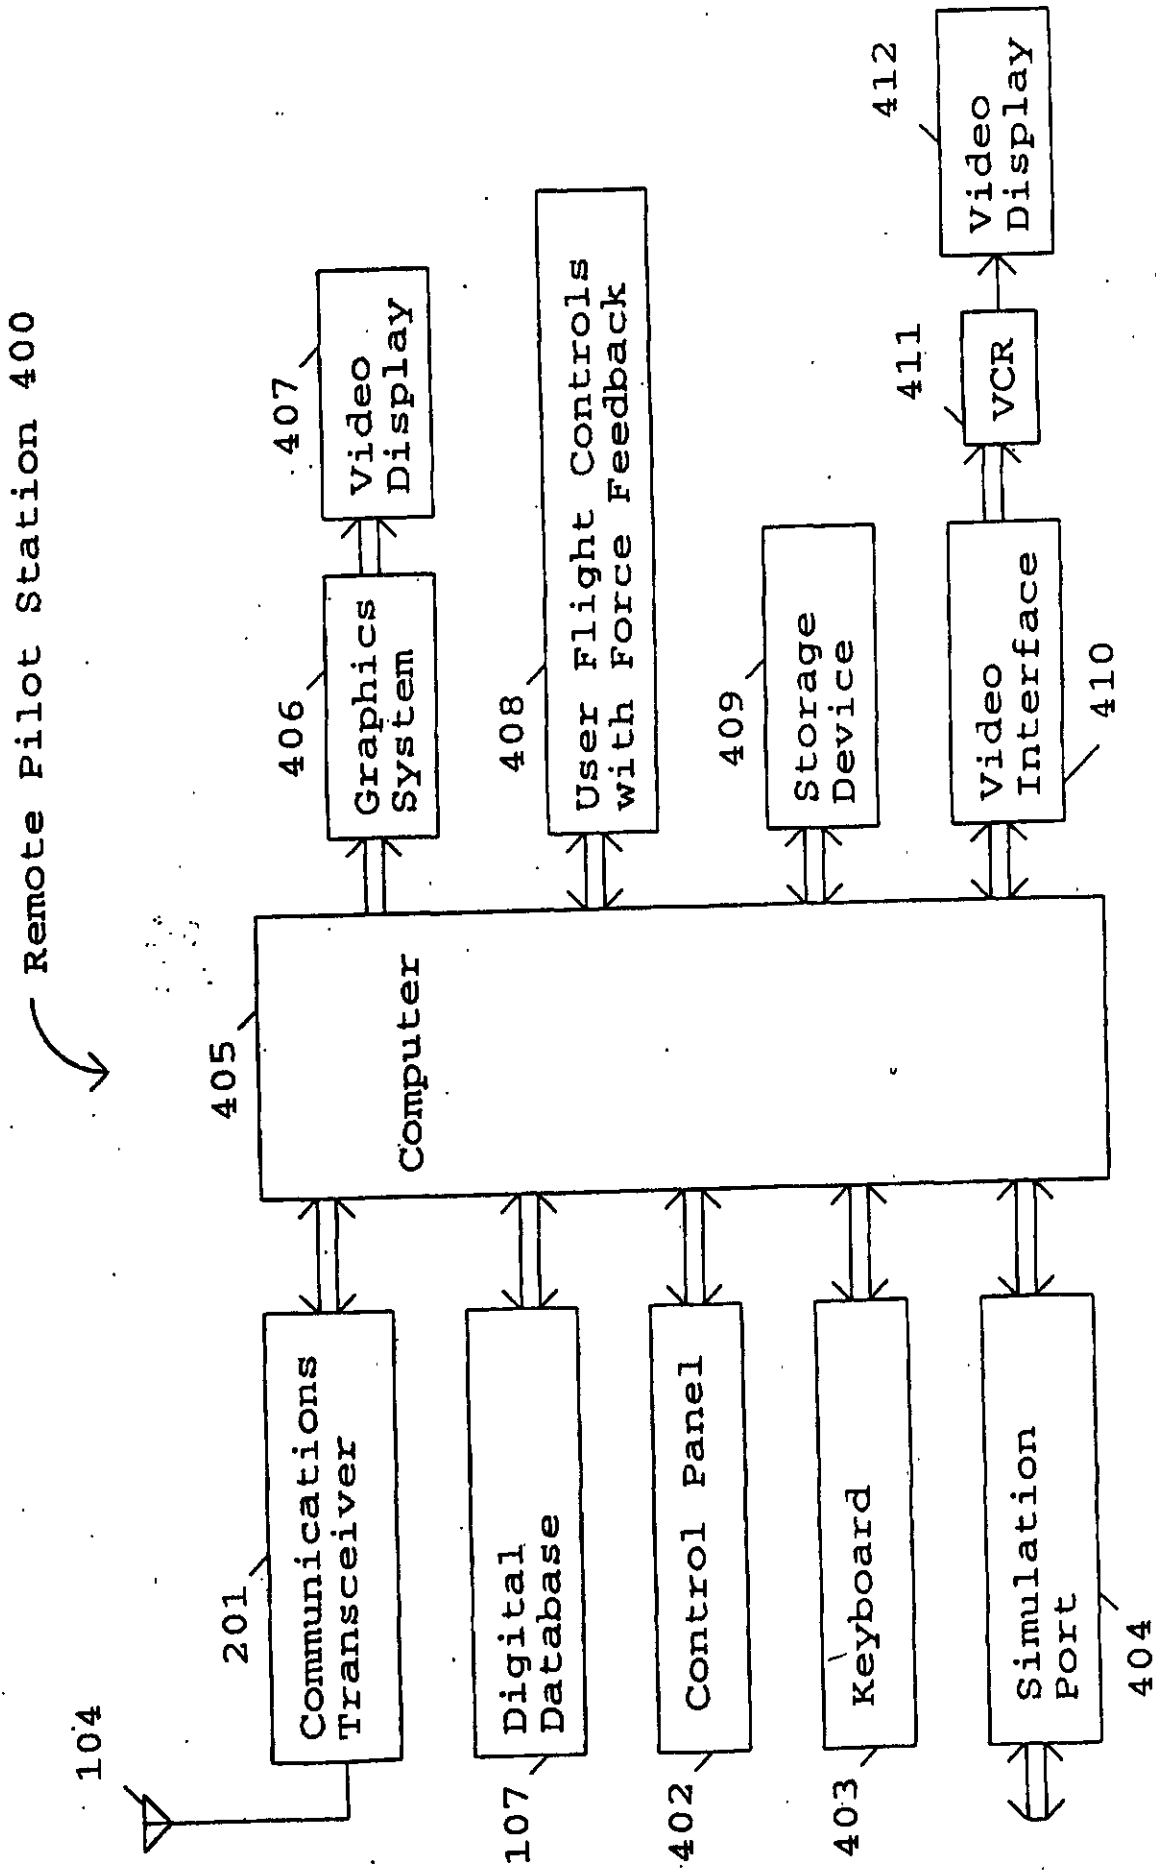 Remote Pilot Station 400
104
201
Communications
Transceiver
107
Digital
Database
402
Control Panel
403
Keyboard
404
Simulation
Port
405
Computer
406
Graphics
System
407
Video
Display
408
User Flight Controls
with Force Feedback
409
Storage
Device
410
Video
Interface
411
VCR
412
Video
Display